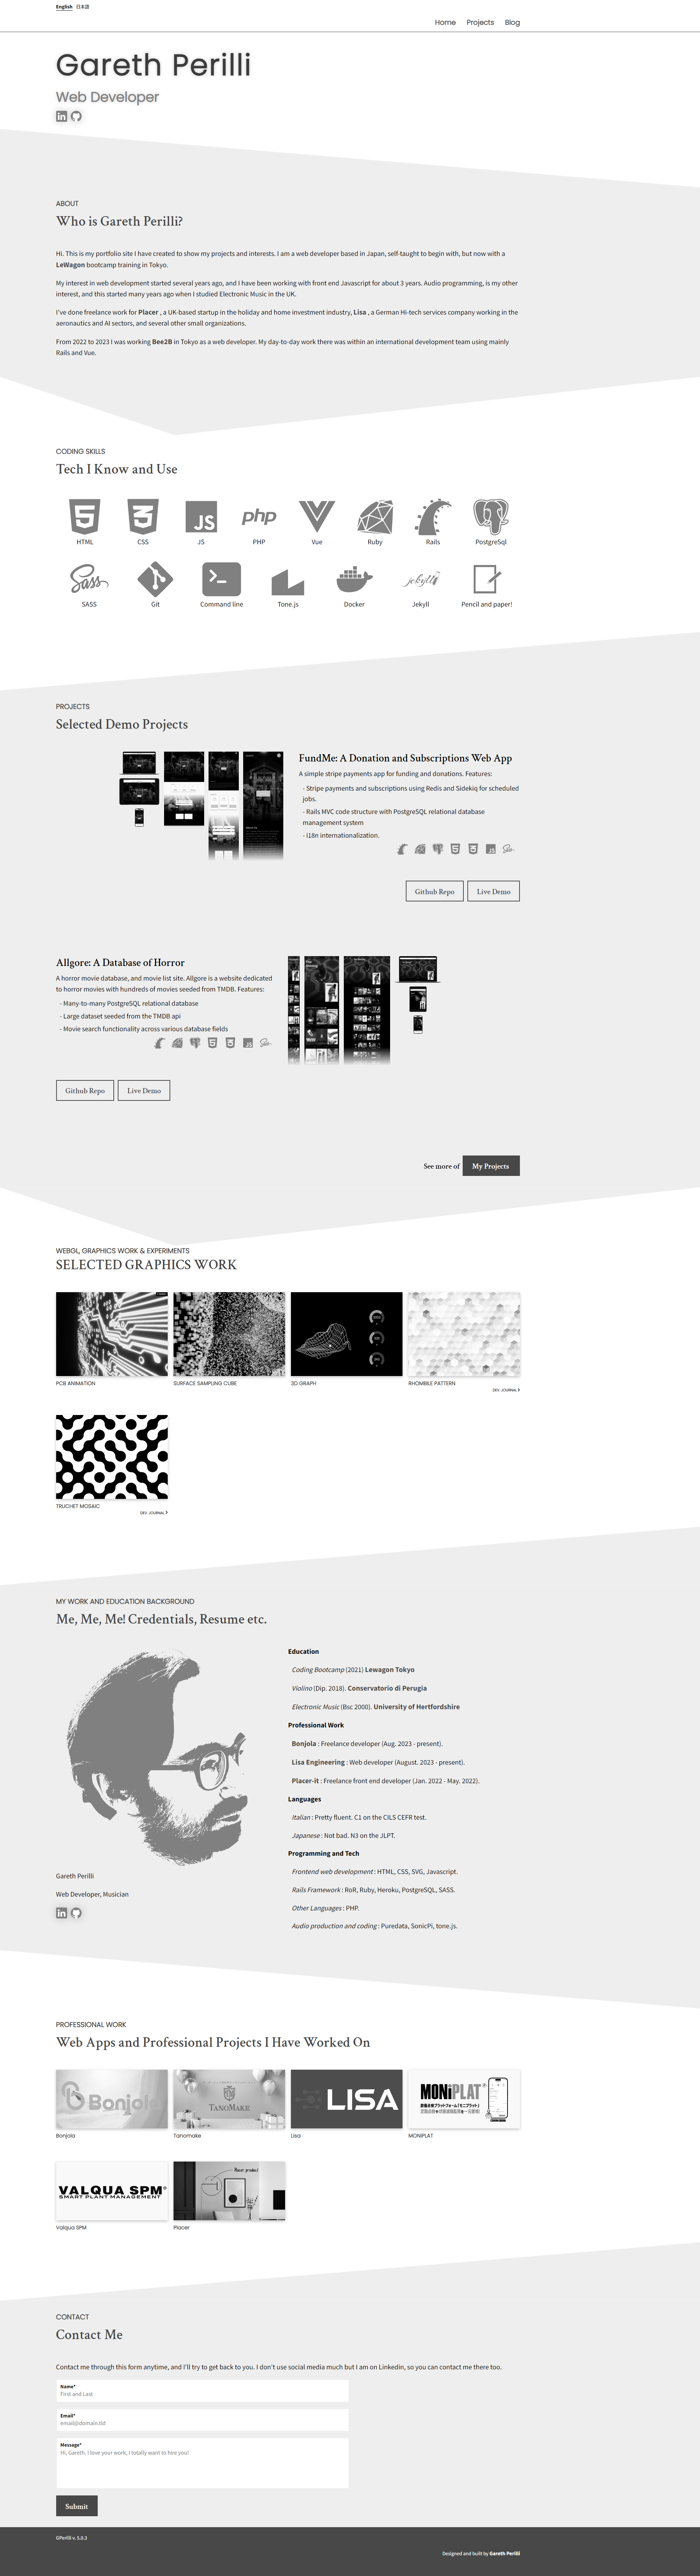 English 日本語
Home Projects Blog
Gareth Perilli
Web Developer
ABOUT
Who is Gareth Perilli?
Hi. This is my portfolio site I have created to show my projects and interests. I am a web developer based in Japan, self-taught to begin with, but now with a
LeWagon bootcamp training in Tokyo.
My interest in web development started several years ago, and I have been working with front end Javascript for about 3 years. Audio programming, is my other
interest, and this started many years ago when I studied Electronic Music in the UK.
I've done freelance work for Placer , a UK-based startup in the holiday and home investment industry, Lisa , a German Hi-tech services company working in the
aeronautics and AI sectors, and several other small organizations.
From 2022 to 2023 I was working Bee2B in Tokyo as a web developer. My day-to-day work there was within an international development team using mainly
Rails and Vue.
CODING SKILLS
Tech I Know and Use
HTML CSS JS PHP Vue Ruby Rails PostgreSql
SASS Git Command line Tone.js Docker Jekyll Pencil and paper!
PROJECTS
Selected Demo Projects
FundMe: A Donation and Subscriptions Web App
A simple stripe payments app for funding and donations. Features:
- Stripe payments and subscriptions using Redis and Sidekiq for scheduled
jobs.
- Rails MVC code structure with PostgreSQL relational database
management system
- i18n internationalization.
Github Repo Live Demo
Allgore: A Database of Horror
A horror movie database, and movie list site. Allgore is a website dedicated
to horror movies with hundreds of movies seeded from TMDB. Features:
- Many-to-many PostgreSQL relational database
- Large dataset seeded from the TMDB api
- Movie search functionality across various database fields
Github Repo Live Demo
See more of My Projects
WEBGL, GRAPHICS WORK & EXPERIMENTS
SELECTED GRAPHICS WORK
PCB ANIMATION SURFACE SAMPLING CUBE 3D GRAPH RHOMBILE PATTERN
DEV. JOURNAL
TRUCHET MOSAIC
DEV. JOURNAL
MY WORK AND EDUCATION BACKGROUND
Me, Me, Me! Credentials, Resume etc.
Education
Coding Bootcamp (2021) Lewagon Tokyo
Violino (Dip. 2018). Conservatorio di Perugia
Electronic Music (Bsc 2000). University of Hertfordshire
Professional Work
Bonjola : Freelance developer (Aug. 2023 - present).
Lisa Engineering : Web developer (August. 2023 - present).
Placer-it : Freelance front end developer (Jan. 2022 - May. 2022).
Languages
Italian : Pretty fluent. C1 on the CILS CEFR test.
Japanese : Not bad. N3 on the JLPT.
Programming and Tech
Frontend web development : HTML, CSS, SVG, Javascript.
Rails Framework : RoR, Ruby, Heroku, PostgreSQL, SASS.
Other Languages : PHP.
Audio production and coding : Puredata, SonicPi, tone.js.
Gareth Perilli
Web Developer, Musician
PROFESSIONAL WORK
Web Apps and Professional Projects I Have Worked On
Bonjola
TANOMAKE
LISA
MONiPLAT
Bonjola Tanomake Lisa MONIPLAT
VALQUA SPM®
SMART PLANT MANAGEMENT
Valqua SPM Placer
CONTACT
Contact Me
Contact me through this form anytime, and I'll try to get back to you. I don't use social media much but I am on Linkedin, so you can contact me there too.
Name*
First and Last
Email*
email@domain.tld
Message*
Hi, Gareth. I love your work, I totally want to hire you!
Submit
GPerilli v. 5.0.3
Designed and built by Gareth Perilli